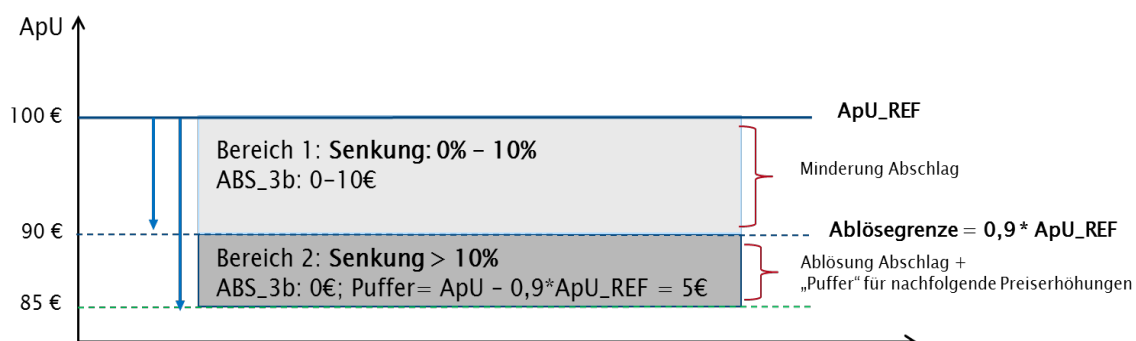 ApU
100 €
ApU_REF
Bereich 1: Senkung: 0% – 10%
ABS_3b: 0–10€
Minderung Abschlag
90 €
Ablösegrenze = 0,9* ApU_REF
Bereich 2: Senkung > 10%
ABS_3b: 0€; Puffer= ApU – 0,9*ApU_REF = 5€
Ablösung Abschlag +
„Puffer“ für nachfolgende Preiserhöhungen
85 €